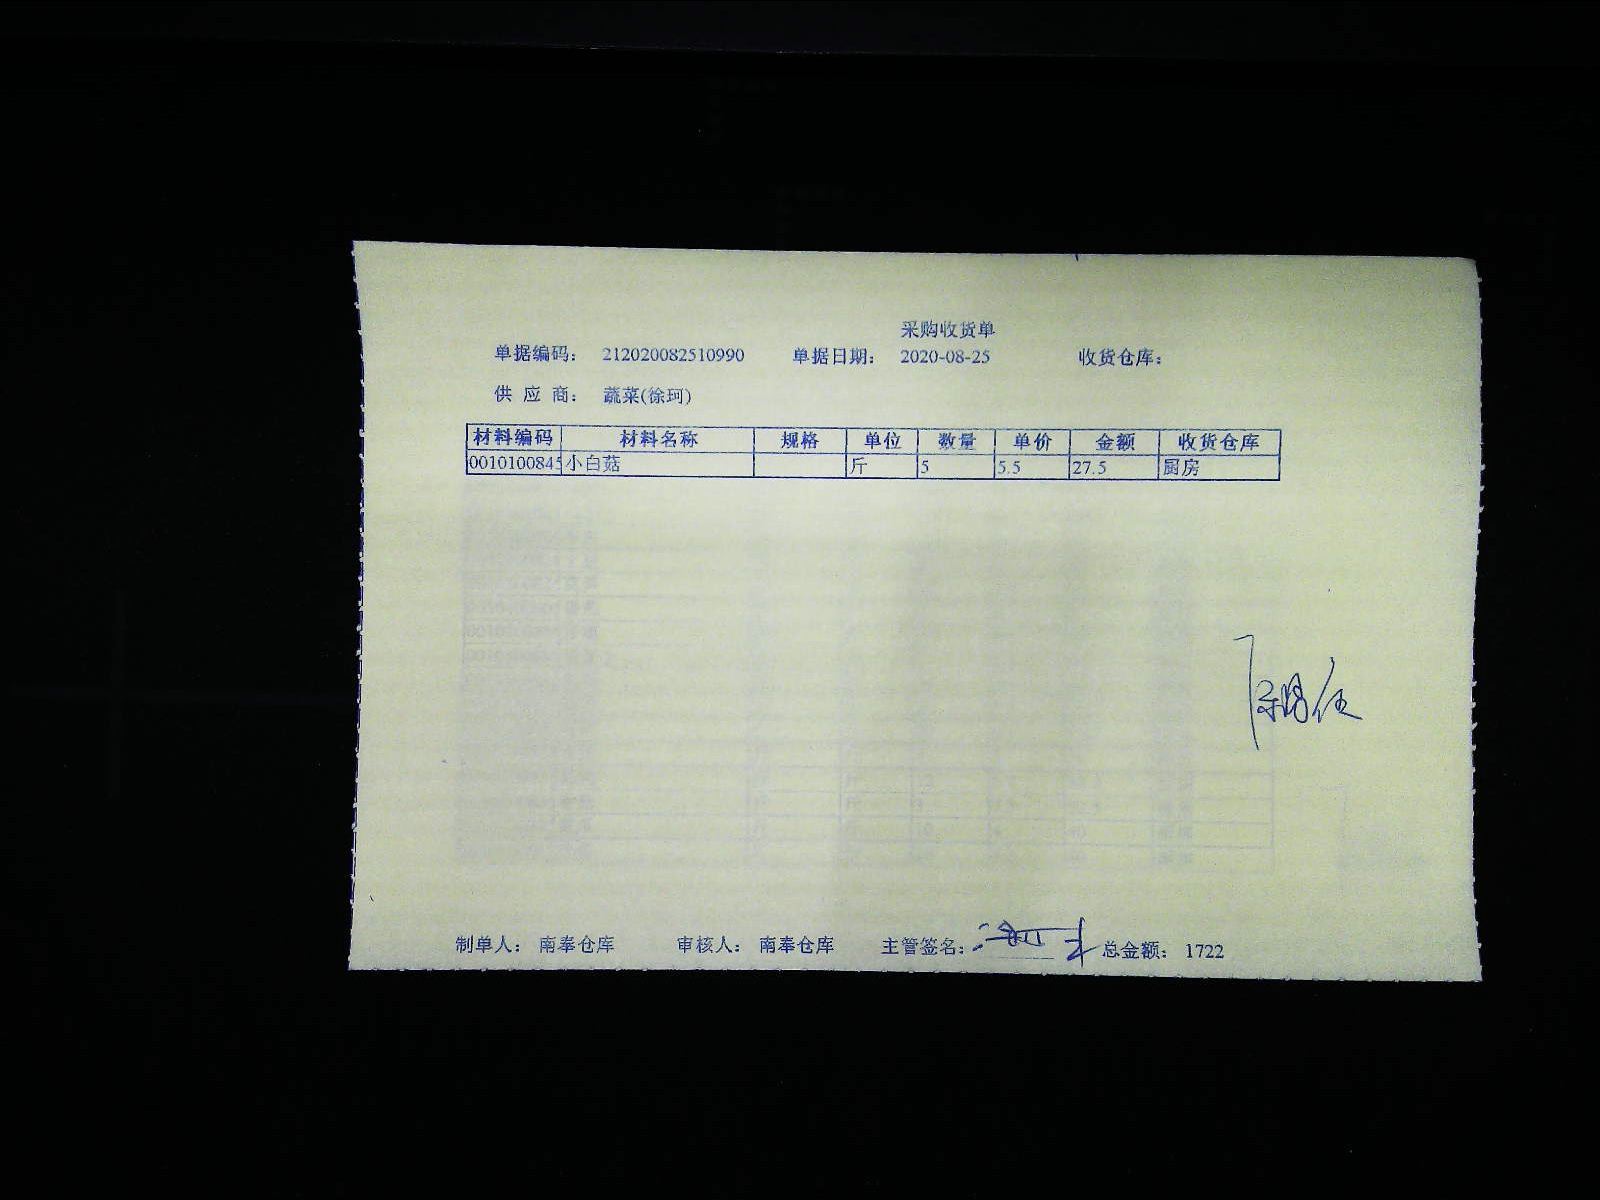 采购收货单
单据编码： 212020082510990 单据日期： 2020-08-25 收货仓库：
供 应 商： 蔬菜(徐珂)
材料编码 材料名称 规格 单位 数量 单价 金额 收货仓库
0010100845 小白菇 斤 5 5.5 27.5 厨房
制单人： 南奉仓库 审核人： 南奉仓库 主管签名： 总金额： 1722